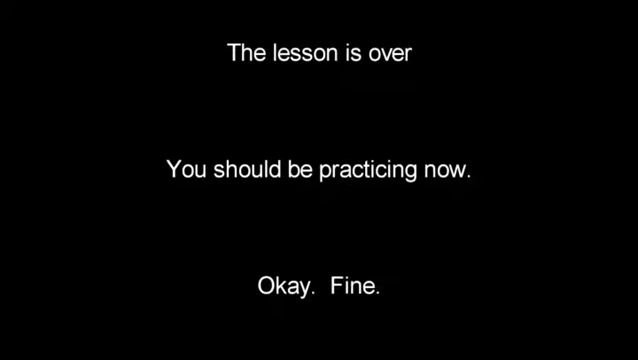 The lesson is over
You should be practicing now.
Okay.  Fine.